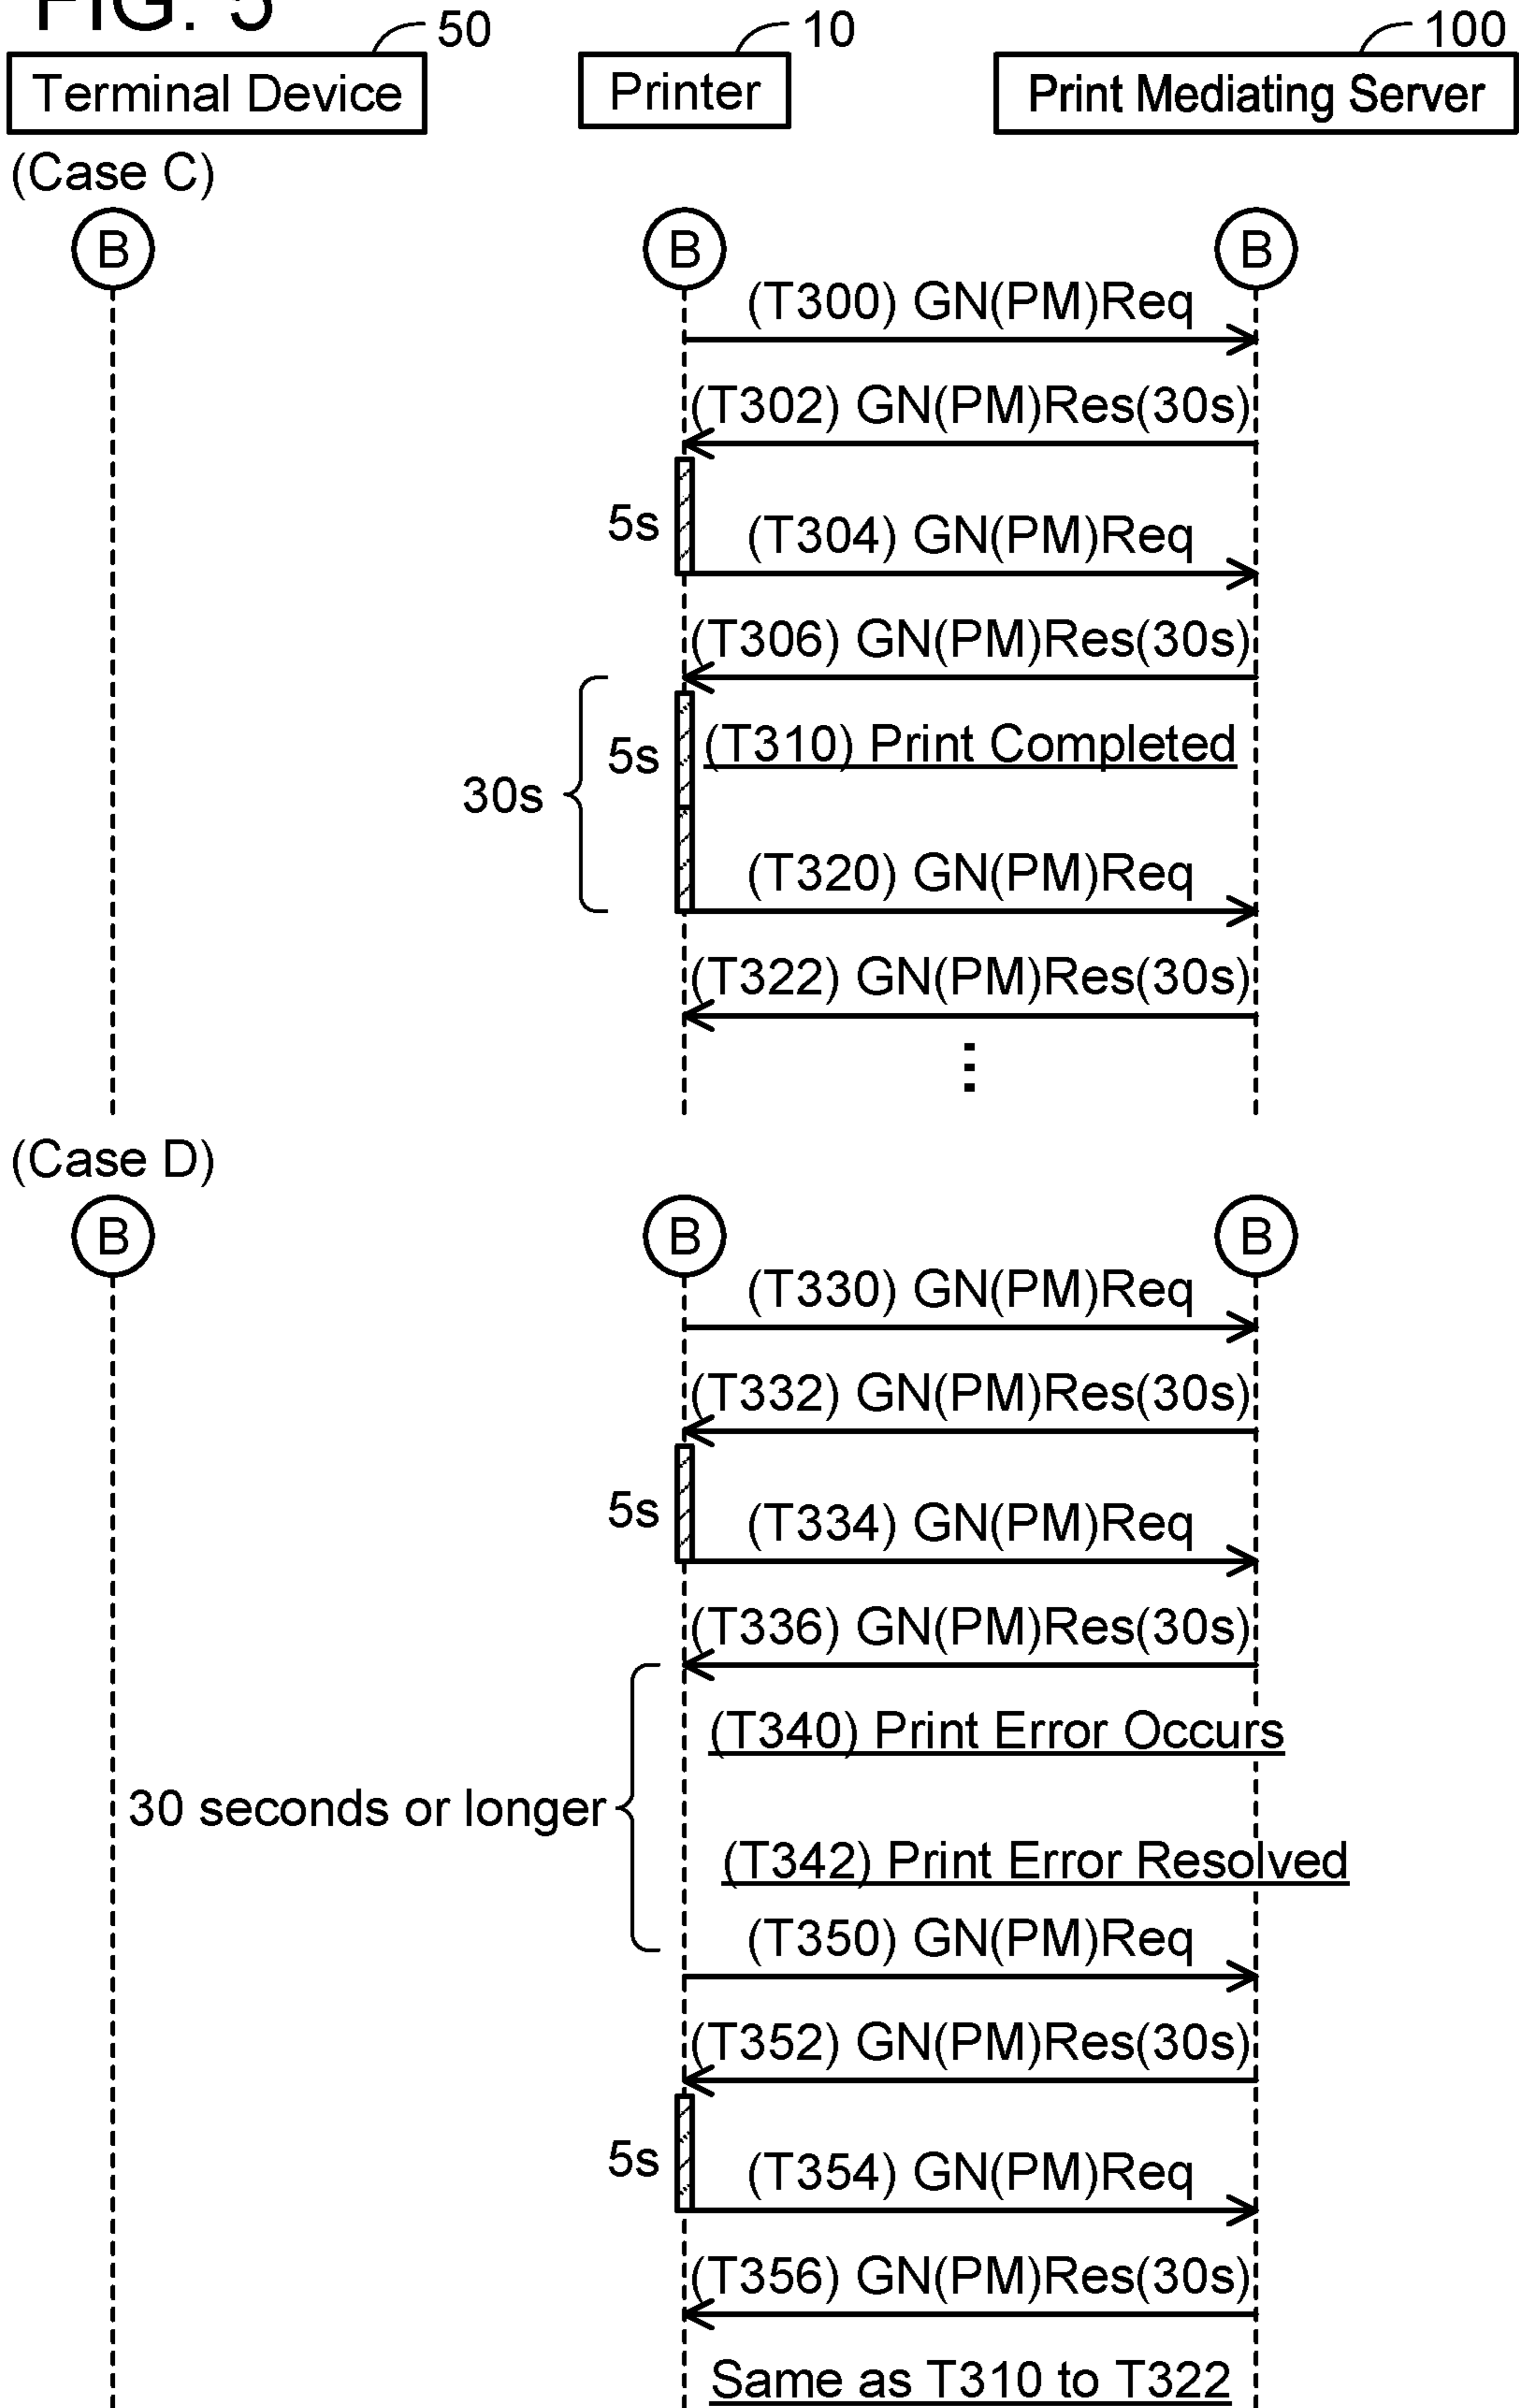 FIG. 5
50
10
100
Terminal Device
Printer
Print Mediating Server
(Case C)
B
B
B
(T300) GN(PM)Req
(T302) GN(PM)Res(30s)
5s
(T304) GN(PM)Req
(T306) GN(PM)Res(30s)
30s
5s
(T310) Print Completed
(T320) GN(PM)Req
(T322) GN(PM)Res(30s)
(Case D)
B
B
B
(T330) GN(PM)Req
(T332) GN(PM)Res(30s)
5s
(T334) GN(PM)Req
(T336) GN(PM)Res(30s)
(T340) Print Error Occurs
30 seconds or longer
(T342) Print Error Resolved
(T350) GN(PM)Req
(T352) GN(PM)Res(30s)
5s
(T354) GN(PM)Req
(T356) GN(PM)Res(30s)
Same as T310 to T322